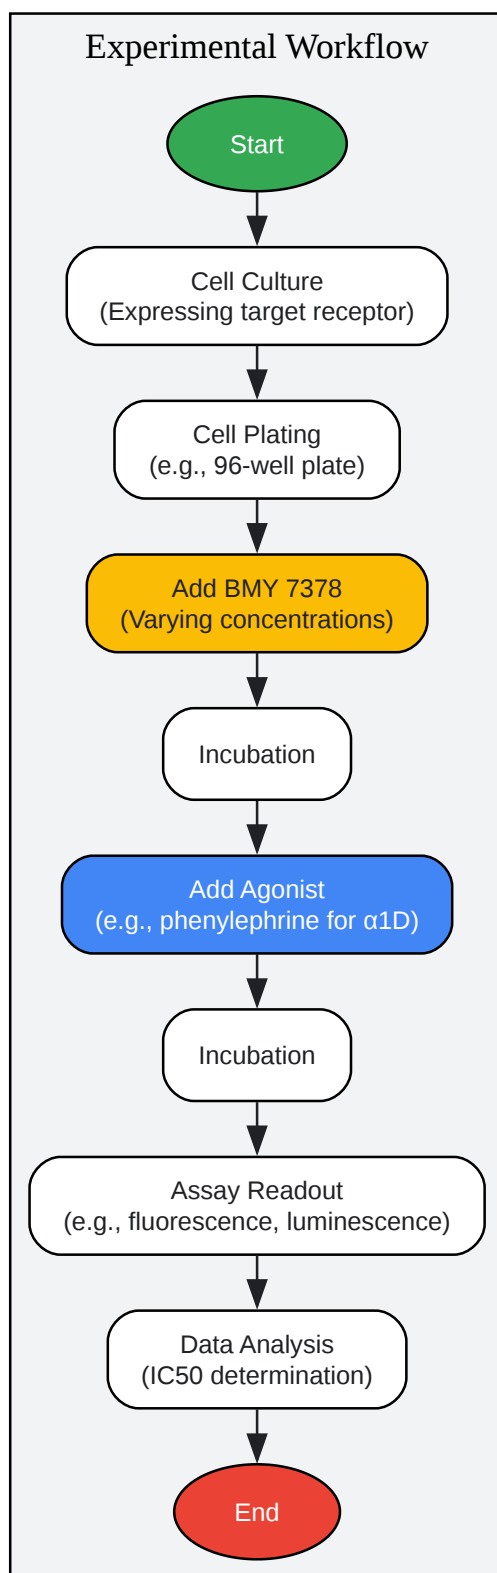 Experimental Workflow
Start
Cell Culture
(Expressing target receptor)
Cell Plating
(e.g., 96-well plate)
Add BMY 7378
(Varying concentrations)
Incubation
Add Agonist
(e.g., phenylephrine for α1D)
Incubation
Assay Readout
(e.g., fluorescence, luminescence)
Data Analysis
(IC50 determination)
End